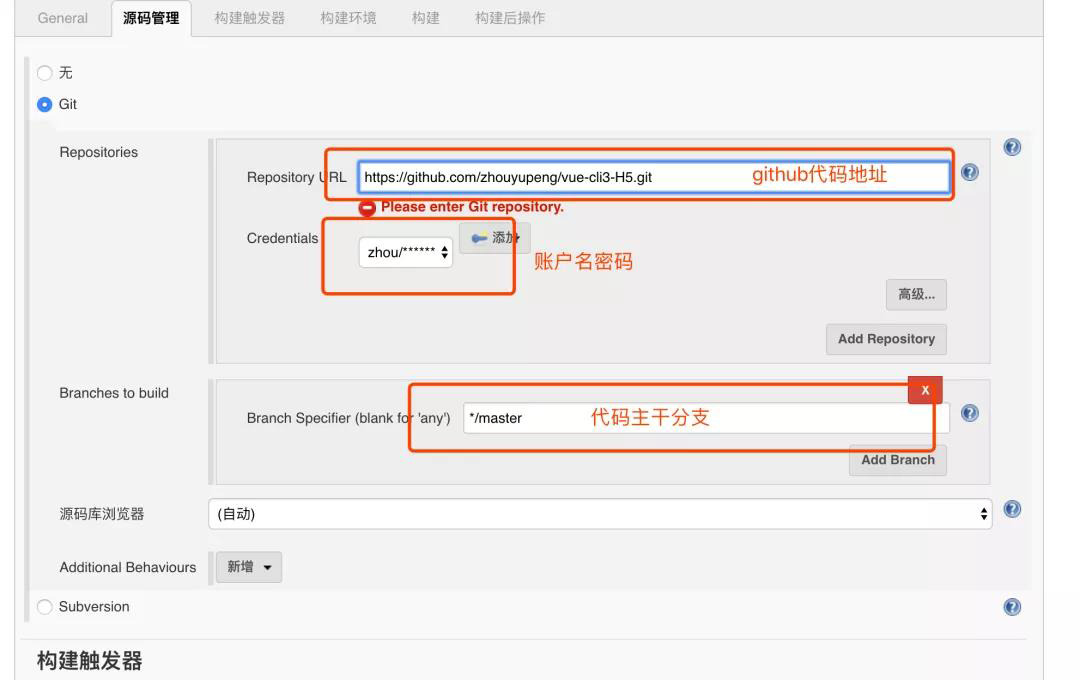 General 源码管理 构建触发器 构建环境 构建 构建后操作
无
Git
Repositories
Repository URL https://github.com/zhouyupeng/vue-cli3-H5.git github代码地址
Please enter Git repository.
Credentials zhou/****** 添加
账户名密码
高级...
Add Repository
Branches to build
X
Branch Specifier (blank for 'any') */master 代码主干分支
Add Branch
源码库浏览器 (自动)
Additional Behaviours 新增
Subversion
构建触发器